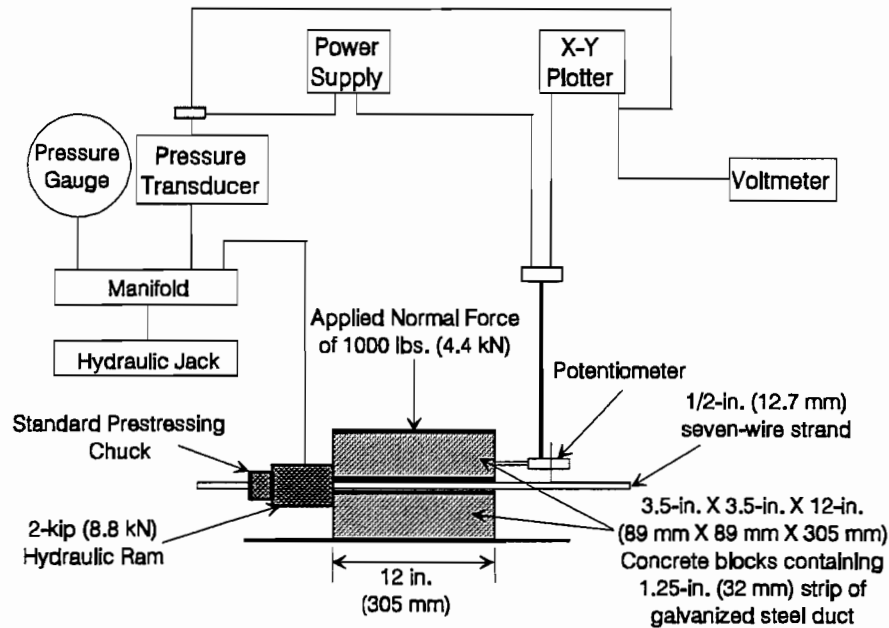 Power
Supply
X-Y
Plotter
Pressure
Gauge
Pressure
Transducer
Voltmeter
Manifold
Hydraulic Jack
Applied Normal Force
of 1000 lbs. (4.4 kN)
Potentiometer
1/2-in. (12.7 mm)
seven-wire strand
Standard Prestressing
Chuck
2-kip (8.8 kN)
Hydraulic Ram
12 in.
(305 mm)
3.5-in. X 3.5-in. X 12-in.
(89 mm X 89 mm X 305 mm)
Concrete blocks containing
1.25-in. (32 mm) strip of
galvanized steel duct